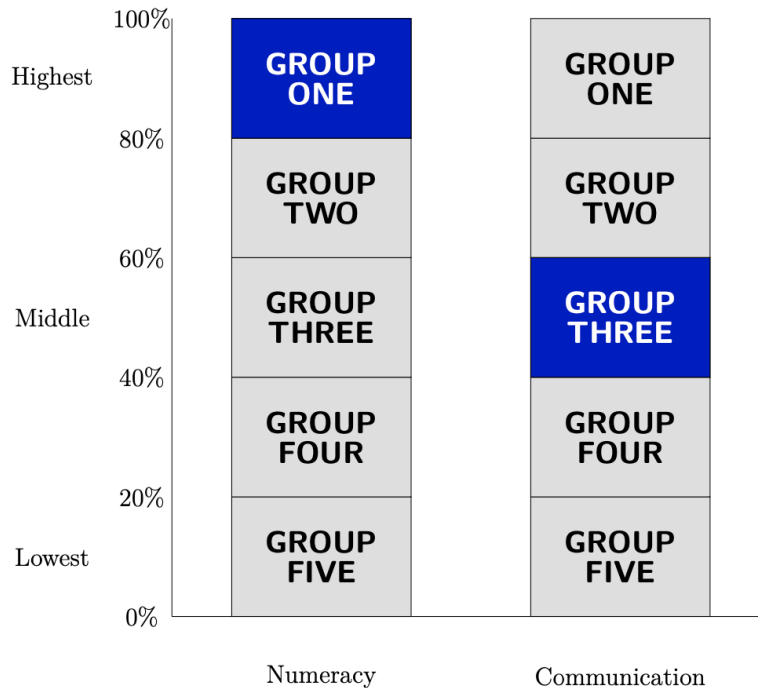 100%
Highest
GROUP
ONE
GROUP
ONE
80%
GROUP
TWO
GROUP
TWO
60%
Middle
GROUP
THREE
GROUP
THREE
40%
GROUP
FOUR
GROUP
FOUR
20%
Lowest
GROUP
FIVE
GROUP
FIVE
0%
Numeracy
Communication